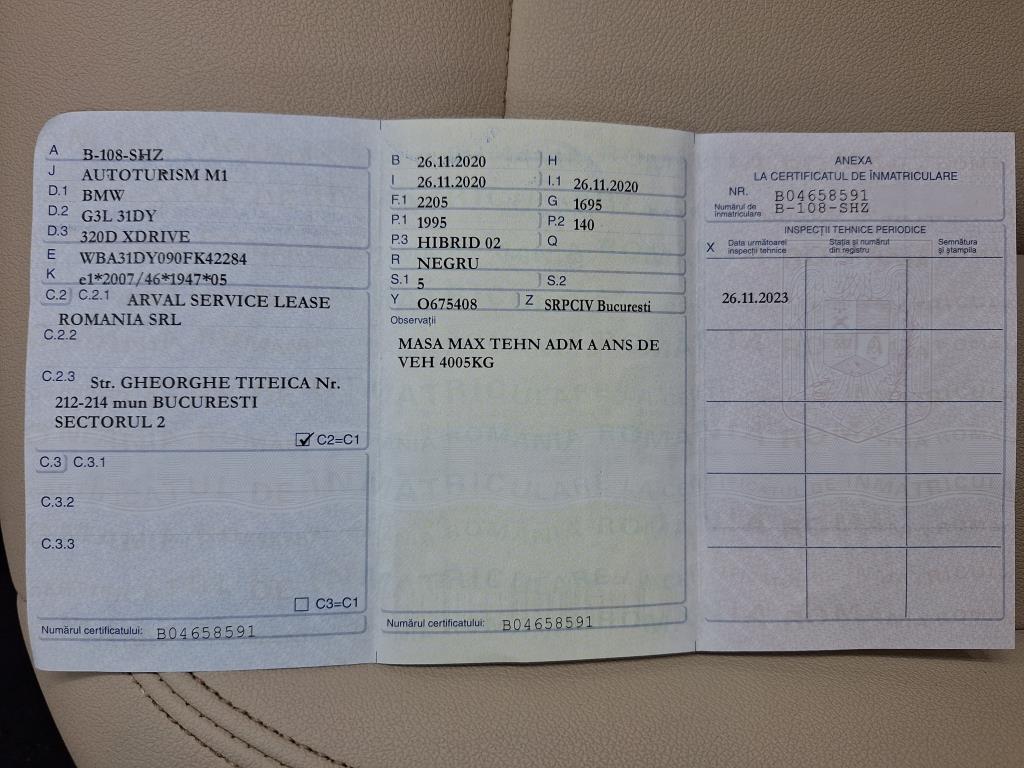 A B-108-SHZ
J AUTOTURISM M1
D.1 BMW
D.2 G3L 31DY
D.3 320D XDRIVE
E WBA31DY090FK42284
K e1*2007/46*1947*05
C.2 C.2.1 ARVAL SERVICE LEASE
ROMANIA SRL
C.2.2
C.2.3 Str. GHEORGHE TITEICA Nr.
212-214 mun BUCURESTI
SECTORUL 2
C2=C1
C.3 C.3.1
C.3.2
C.3.3
C3=C1
Numărul certificatului: B04658591
B 26.11.2020 H
I 26.11.2020 I.1 26.11.2020
F.1 2205 G 1695
P.1 1995 P.2 140
P.3 HIBRID 02 Q
R NEGRU
S.1 5 S.2
Y O675408 Z SRPCIV Bucuresti
Observații
MASA MAX TEHN ADM A ANS DE
VEH 4005KG
Numărul certificatului: B04658591
ANEXA
LA CERTIFICATUL DE ÎNMATRICULARE
NR. B04658591
Numărul de
înmatriculare B-108-SHZ
INSPECȚII TEHNICE PERIODICE
X Data următoarei
inspecții tehnice
Stația și numărul
din registru
Semnătura
și ștampila
26.11.2023